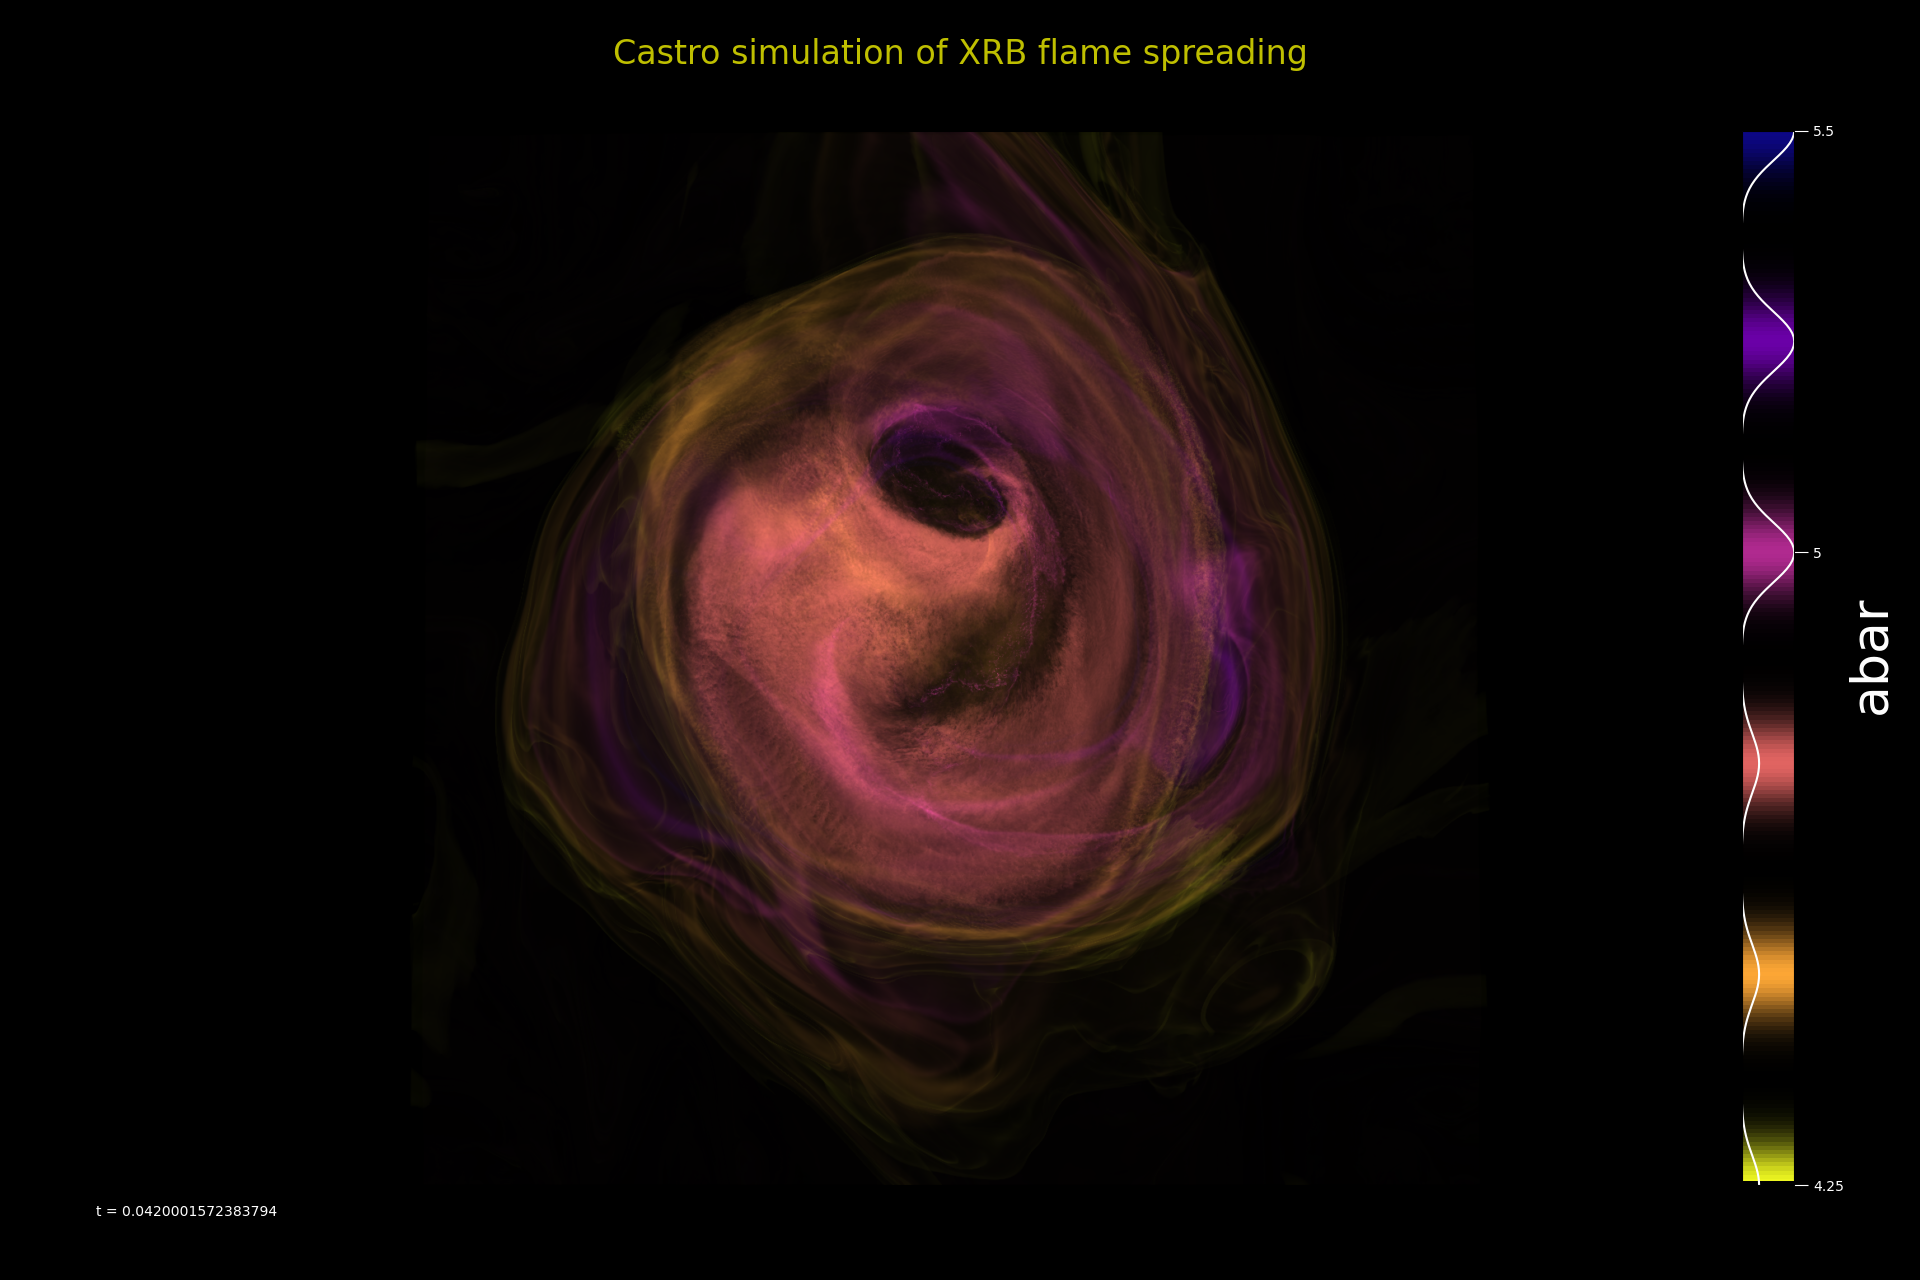 Castro simulation of XRB flame spreading
5.5
5
abar
4.25
t = 0.0420001572383794